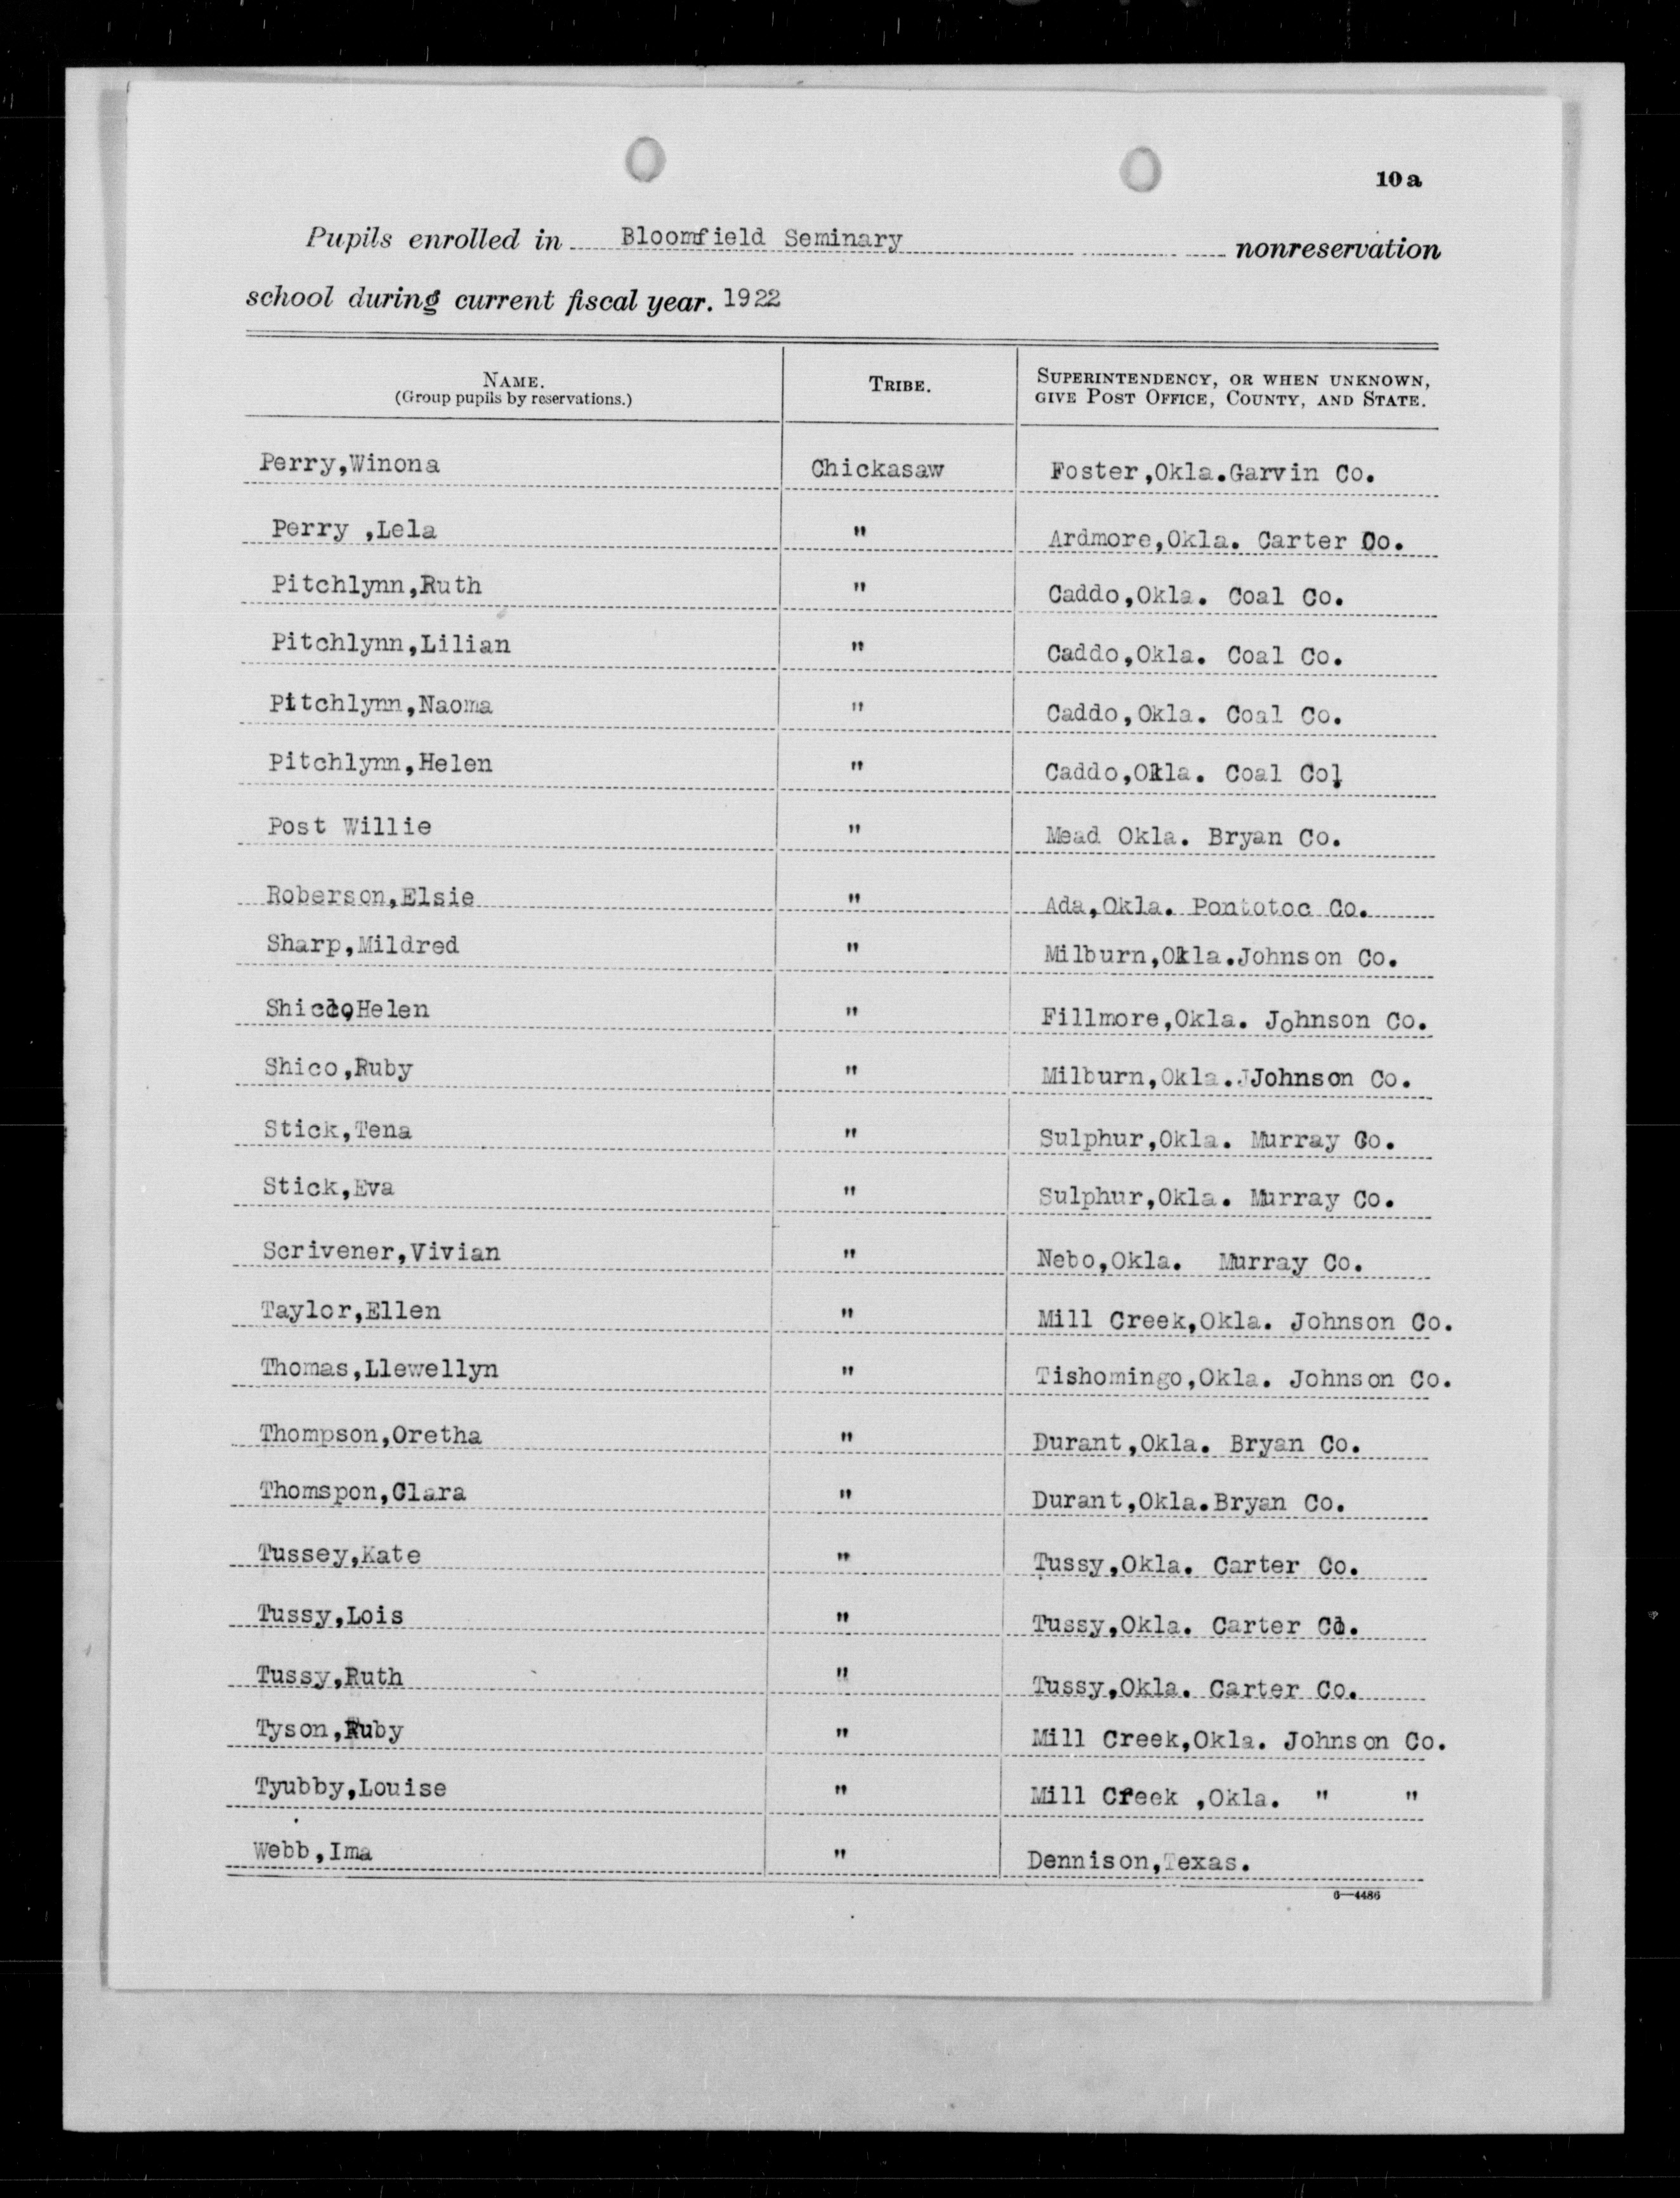 10a
Pupils enrolled in Bloomfield Seminary nonreservation
school during current fiscal year. 1922
NAME. (Group pupils by reservations.) TRIBE. SUPERINTENDENCY, OR WHEN UNKNOWN, GIVE POST OFFICE, COUNTY, AND STATE.
Perry,Winona Chickasaw Foster,Okla.Garvin Co.
Perry ,Lela " Ardmore,Okla. Carter Co.
Pitchlynn,Ruth " Caddo,Okla. Coal Co.
Pitchlynn,Lilian " Caddo,Okla. Coal Co.
Pitchlynn,Naoma " Caddo,Okla. Coal Co.
Pitchlynn,Helen " Caddo,Okla. Coal Co.
Post Willie " Mead Okla. Bryan Co.
Roberson,Elsie " Ada,Okla. Pontotoc Co.
Sharp,Mildred " Milburn,Okla.Johnson Co.
Shico,Helen " Fillmore,Okla. Johnson Co.
Shico,Ruby " Milburn,Okla.JJohnson Co.
Stick,Tena " Sulphur,Okla. Murray Co.
Stick,Eva " Sulphur,Okla. Murray Co.
Scrivener,Vivian " Nebo,Okla. Murray Co.
Taylor,Ellen " Mill Creek,Okla. Johnson Co.
Thomas,Llewellyn " Tishomingo,Okla. Johnson Co.
Thompson,Oretha " Durant,Okla. Bryan Co.
Thomspon,Clara " Durant,Okla.Bryan Co.
Tussey,Kate " Tussy,Okla. Carter Co.
Tussy,Lois " Tussy,Okla. Carter Co.
Tussy,Ruth " Tussy,Okla. Carter Co.
Tyson,Ruby " Mill Creek,Okla. Johnson Co.
Tyubby,Louise " Mill Creek ,Okla. " "
Webb,Ima " Dennison,Texas.
6—4486